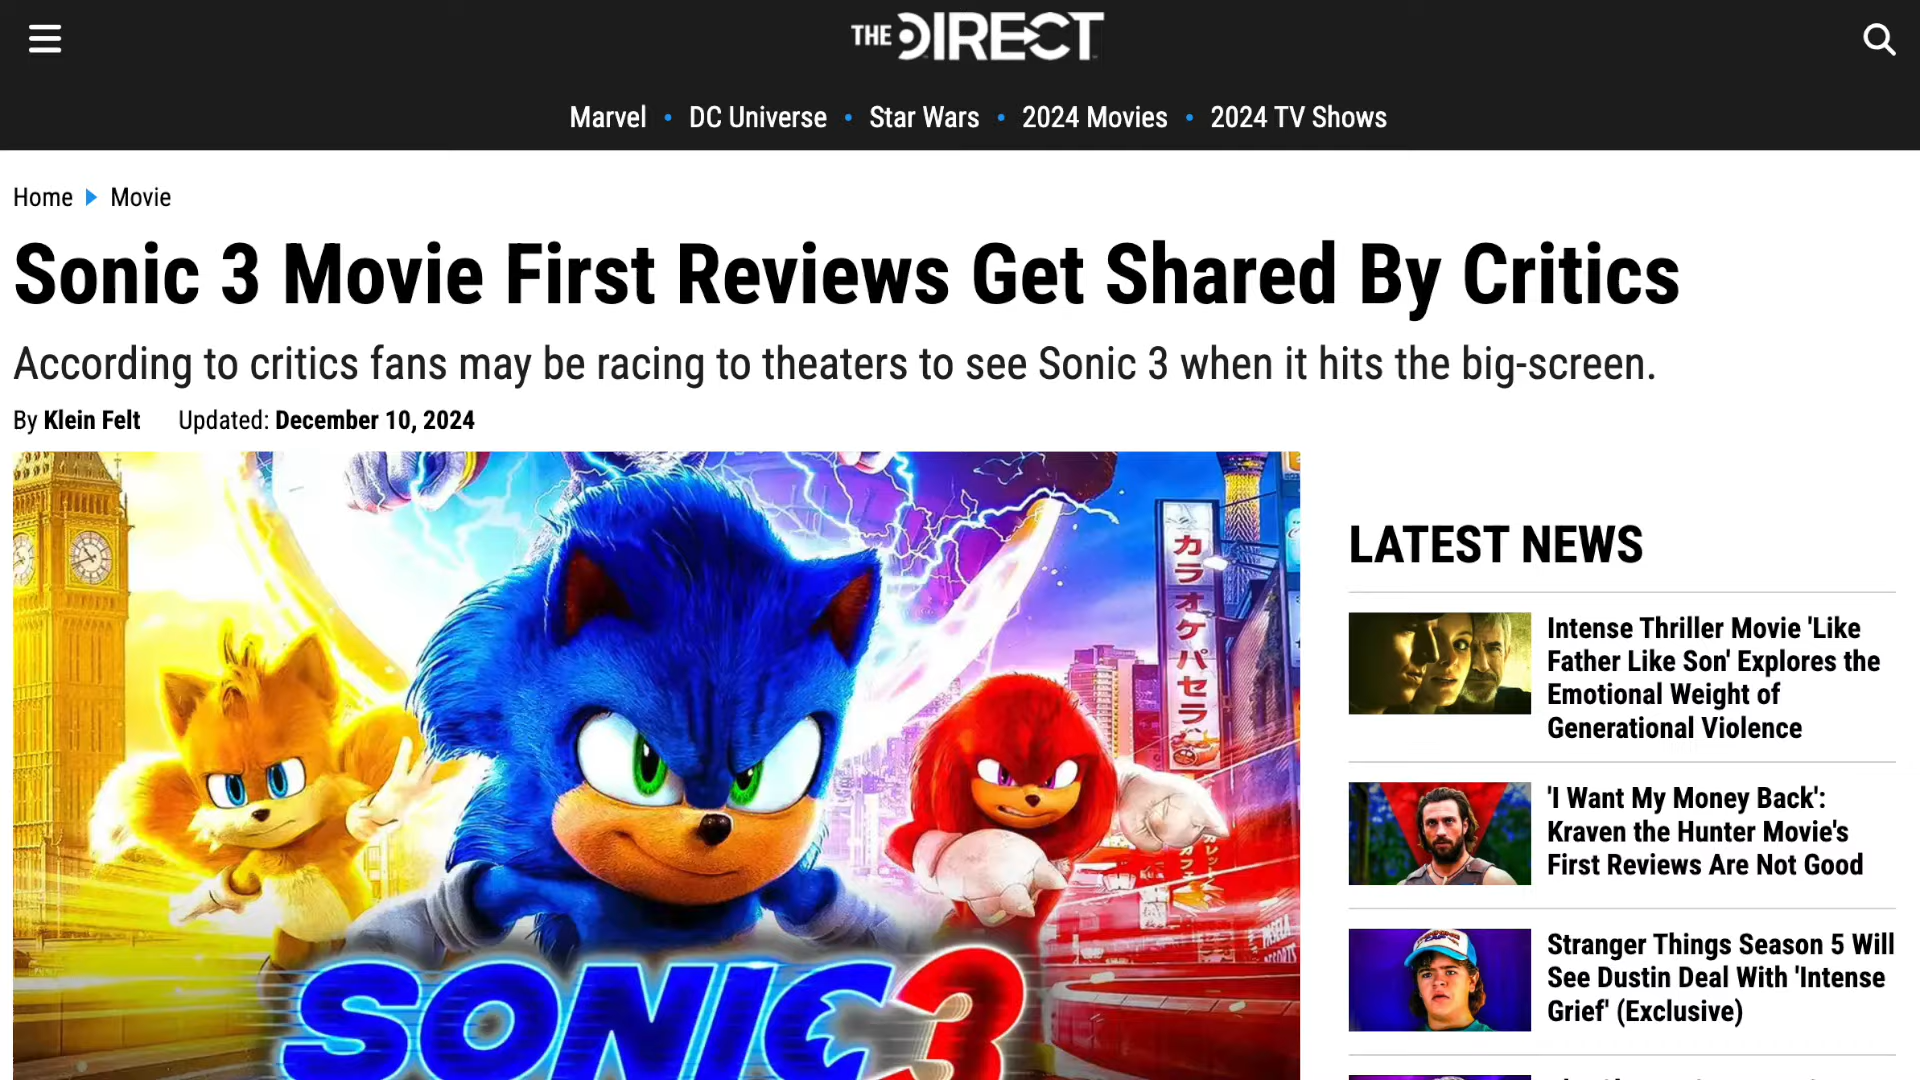 THE DIRECT
Marvel • DC Universe • Star Wars • 2024 Movies • 2024 TV Shows
Home ▶ Movie
Sonic 3 Movie First Reviews Get Shared By Critics
According to critics fans may be racing to theaters to see Sonic 3 when it hits the big-screen.
By Klein Felt Updated: December 10, 2024
カラオケパセラ
SONIC 3
LATEST NEWS
Intense Thriller Movie 'Like
Father Like Son' Explores the
Emotional Weight of
Generational Violence
'I Want My Money Back':
Kraven the Hunter Movie's
First Reviews Are Not Good
Stranger Things Season 5 Will
See Dustin Deal With 'Intense
Grief' (Exclusive)